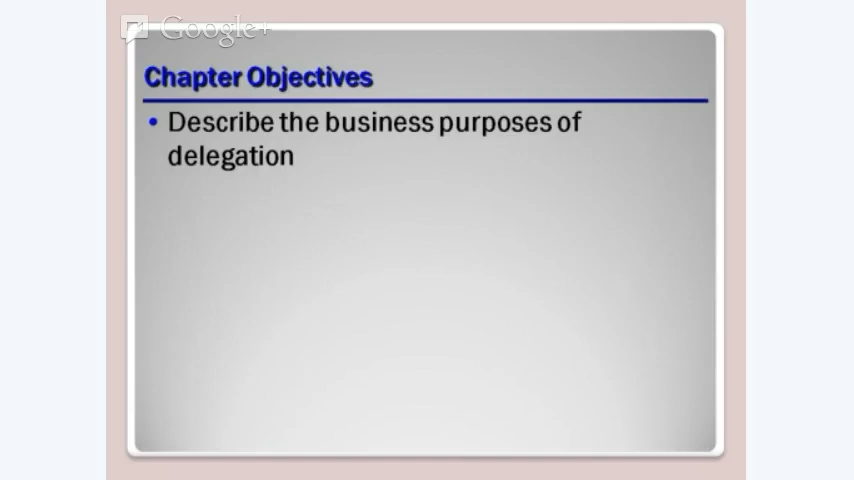 Google+
Chapter Objectives
• Describe the business purposes of
delegation